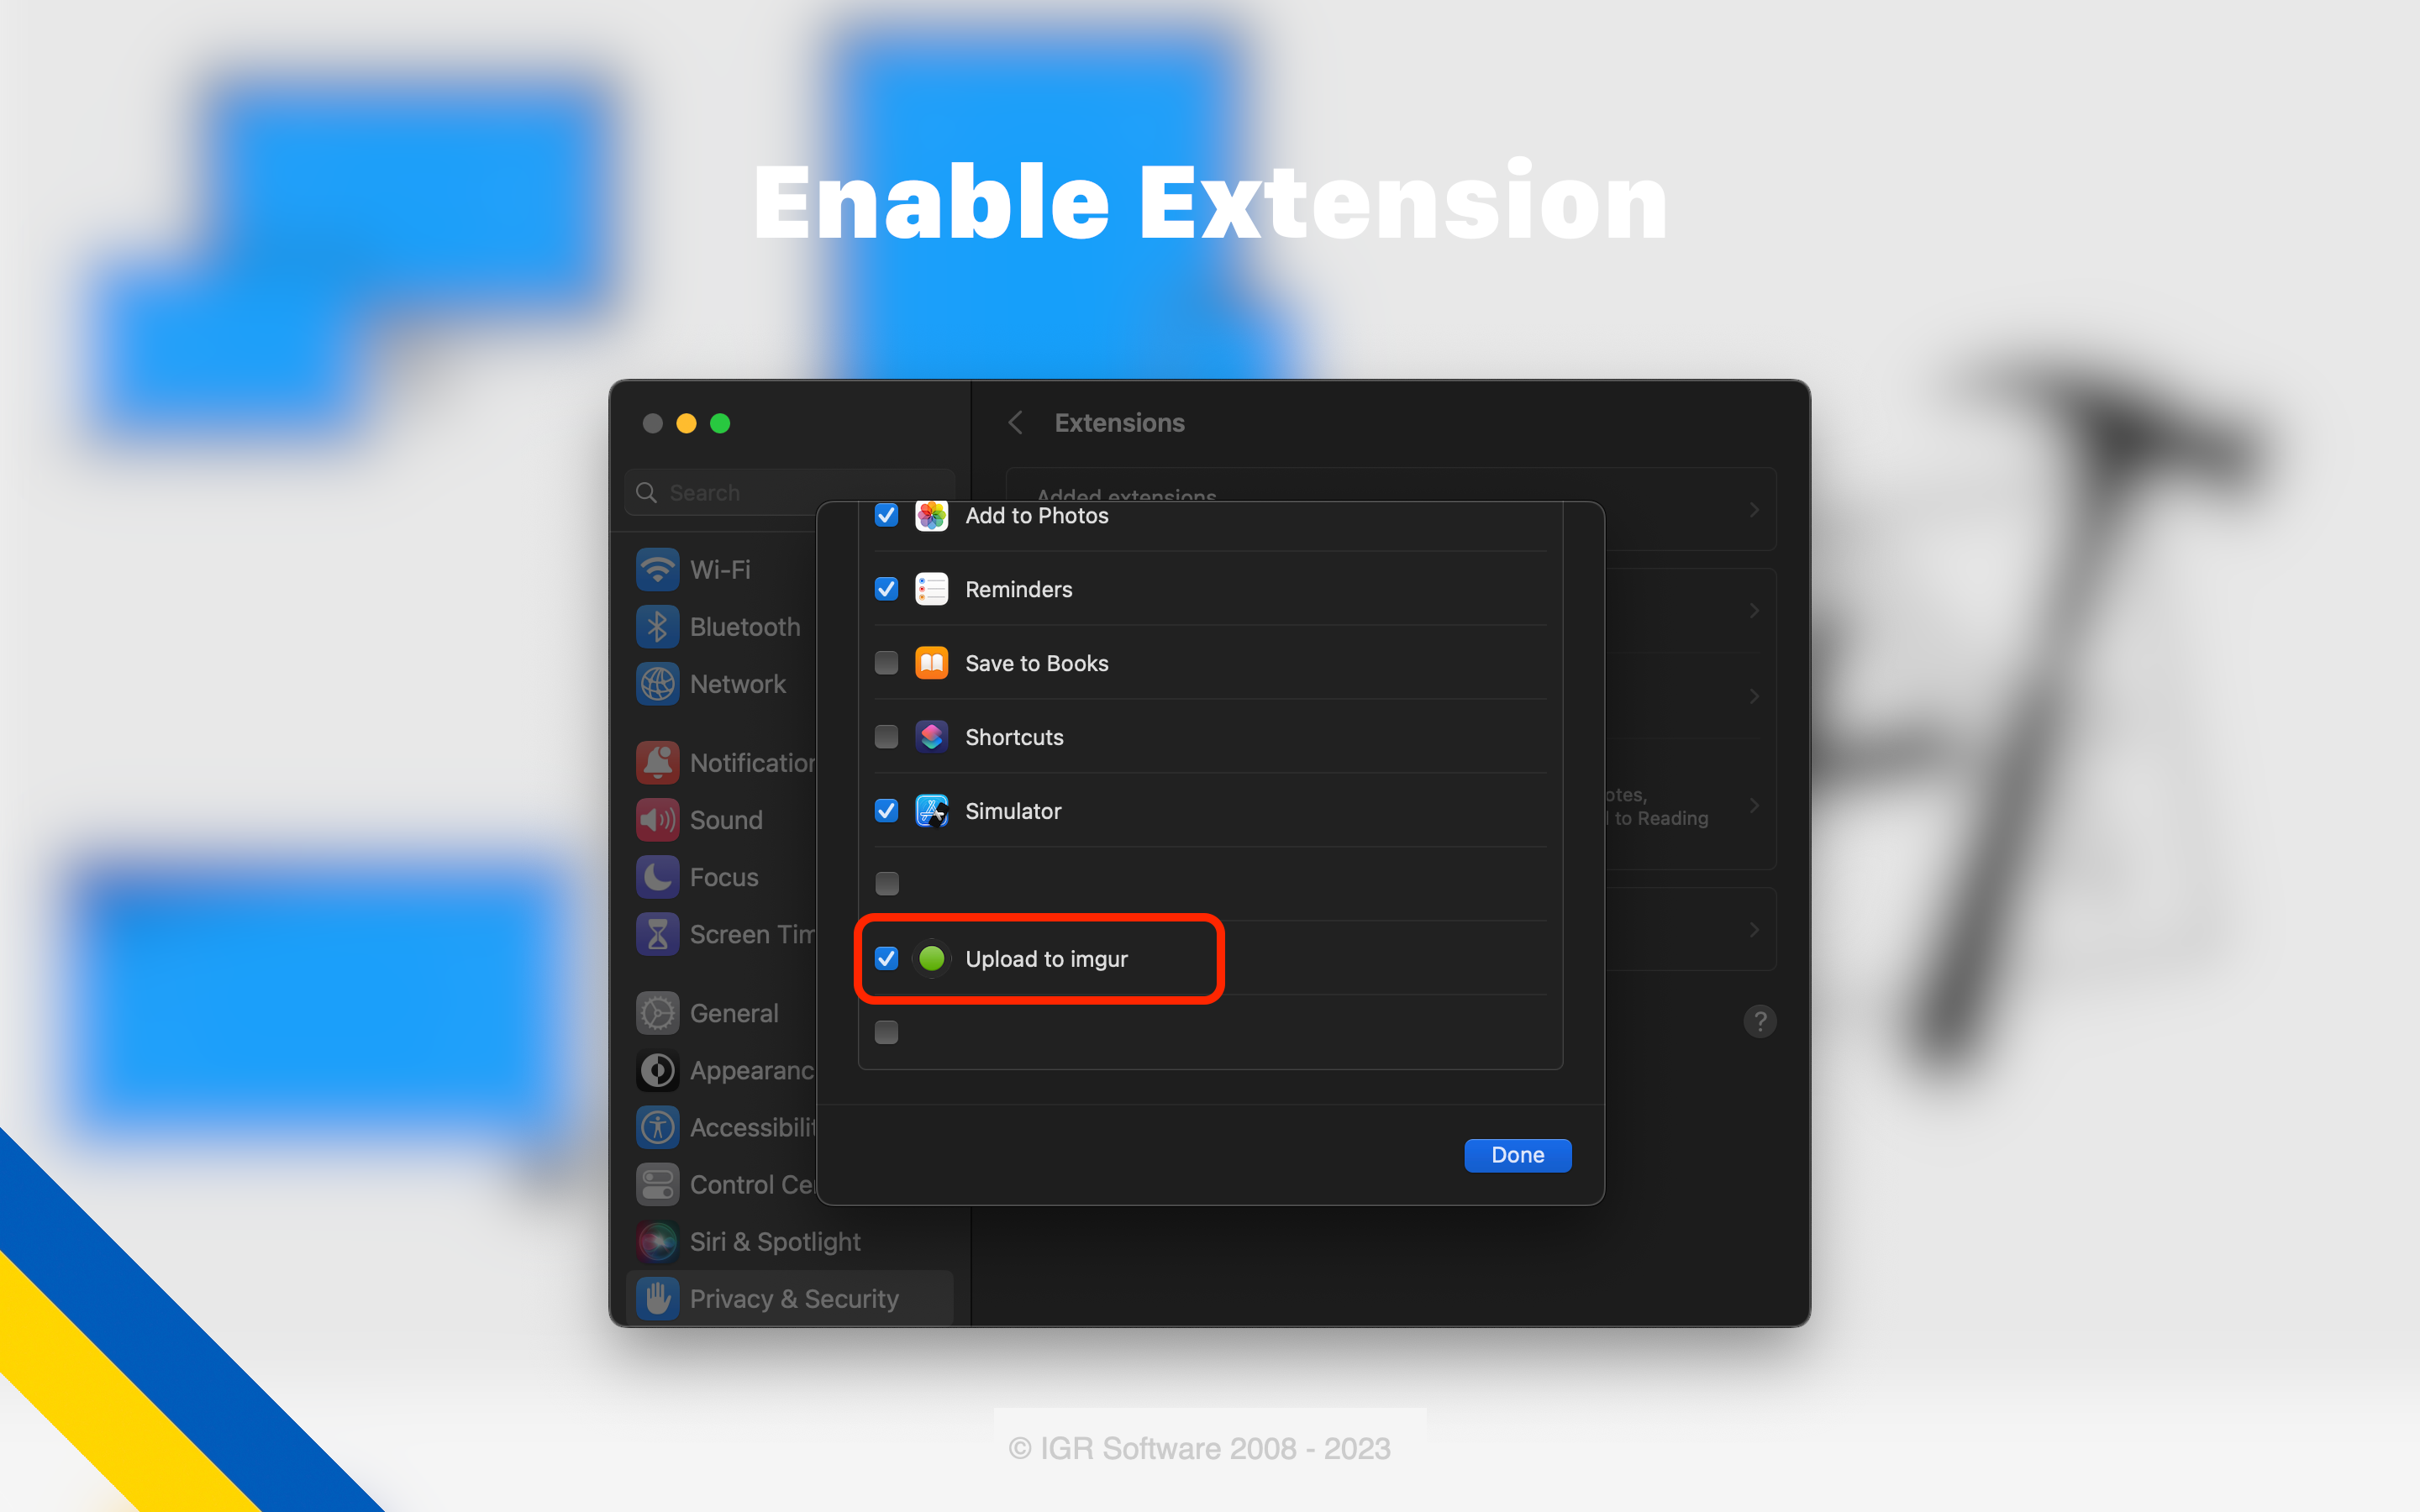 Enable Extension
Extensions
Search
Added extensions
Wi-Fi
Bluetooth
Network
Notification
Sound
Focus
Screen Tim
General
Appearanc
Accessibilit
Control Ce
Siri & Spotlight
Privacy & Security
Add to Photos
Reminders
Save to Books
Shortcuts
Simulator
Upload to imgur
otes,
l to Reading
?
Done
© IGR Software 2008 - 2023